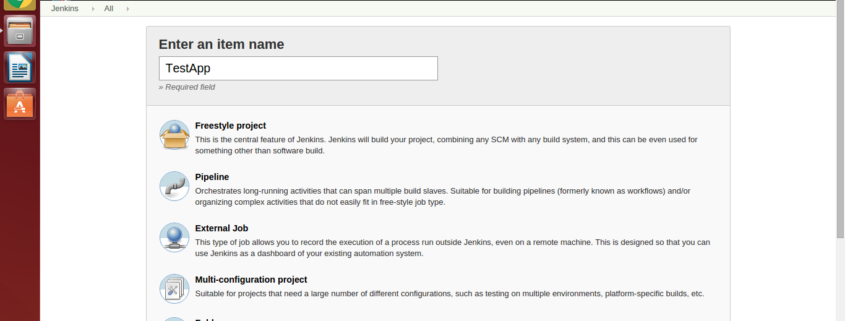 Jenkins › All ›
Enter an item name
TestApp
» Required field
Freestyle project
This is the central feature of Jenkins. Jenkins will build your project, combining any SCM with any build system, and this can be even used for
something other than software build.
Pipeline
Orchestrates long-running activities that can span multiple build slaves. Suitable for building pipelines (formerly known as workflows) and/or
organizing complex activities that do not easily fit in free-style job type.
External Job
This type of job allows you to record the execution of a process run outside Jenkins, even on a remote machine. This is designed so that you can
use Jenkins as a dashboard of your existing automation system.
Multi-configuration project
Suitable for projects that need a large number of different configurations, such as testing on multiple environments, platform-specific builds, etc.